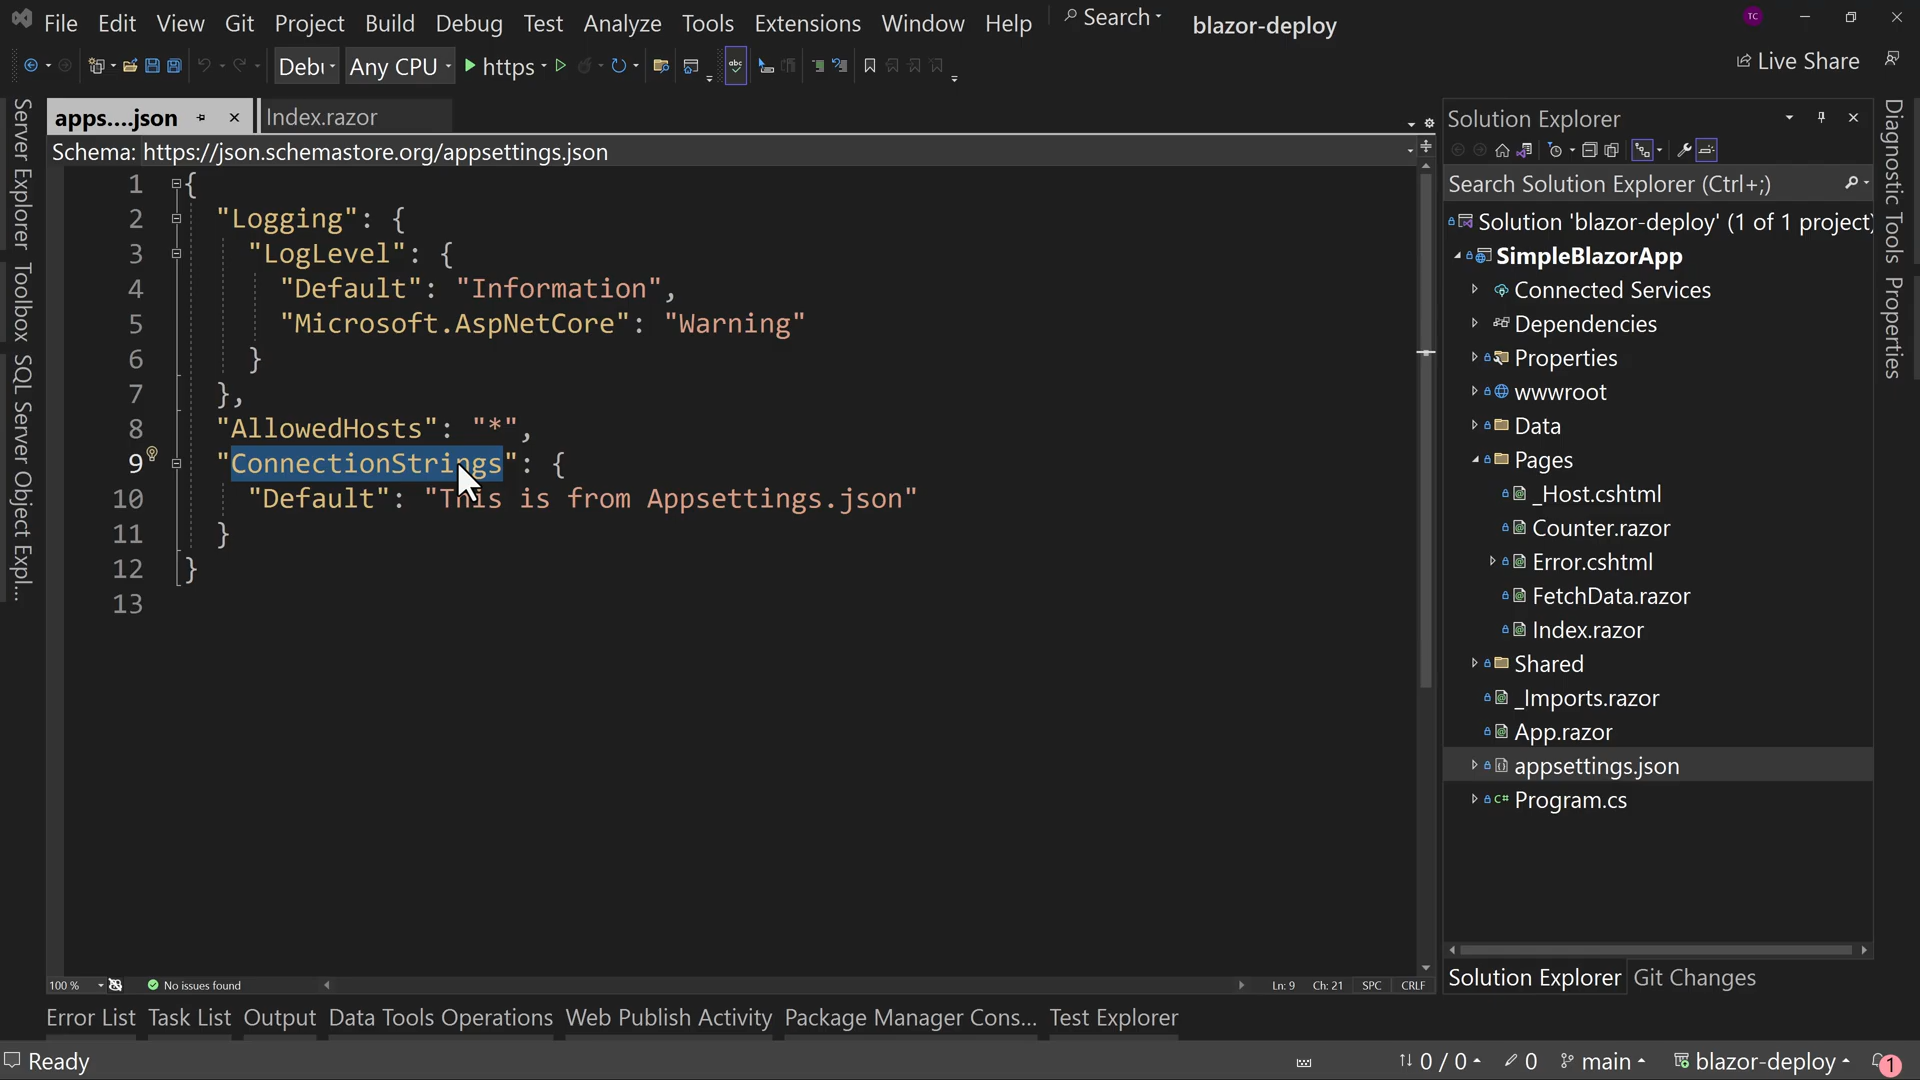 File Edit View Git Project Build Debug Test Analyze Tools Extensions Window Help Search blazor-deploy TC
Debu Any CPU https Live Share
apps....json Index.razor
Schema: https://json.schemastore.org/appsettings.json
1 {
2 "Logging": {
3 "LogLevel": {
4 "Default": "Information",
5 "Microsoft.AspNetCore": "Warning"
6 }
7 },
8 "AllowedHosts": "*",
9 "ConnectionStrings": {
10 "Default": "This is from Appsettings.json"
11 }
12 }
13
Server Explorer
Toolbox
SQL Server Object Expl...
Solution Explorer
Search Solution Explorer (Ctrl+;)
Solution 'blazor-deploy' (1 of 1 project)
SimpleBlazorApp
Connected Services
Dependencies
Properties
wwwroot
Data
Pages
_Host.cshtml
Counter.razor
Error.cshtml
FetchData.razor
Index.razor
Shared
_Imports.razor
App.razor
appsettings.json
C# Program.cs
Diagnostic Tools
Properties
100 % No issues found Ln: 9 Ch: 21 SPC CRLF
Solution Explorer Git Changes
Error List Task List Output Data Tools Operations Web Publish Activity Package Manager Cons... Test Explorer
Ready 0 / 0 0 main blazor-deploy 1